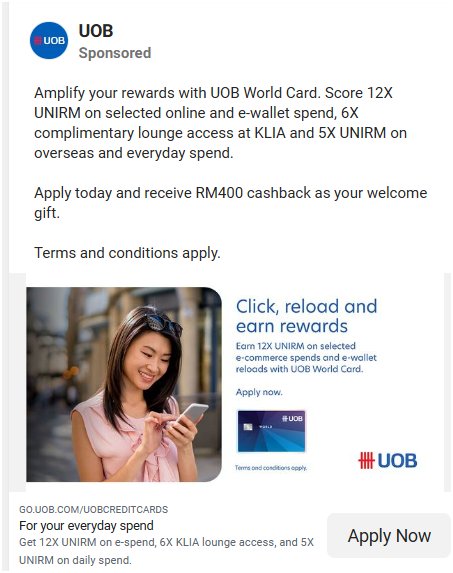 UOB
UOB
Sponsored
Amplify your rewards with UOB World Card. Score 12X
UNIRM on selected online and e-wallet spend, 6X
complimentary lounge access at KLIA and 5X UNIRM on
overseas and everyday spend.
Apply today and receive RM400 cashback as your welcome
gift.
Terms and conditions apply.
Click, reload and
earn rewards
Earn 12X UNIRM on selected
e-commerce spends and e-wallet
reloads with UOB World Card.
Apply now.
UOB
WORLD
Terms and conditions apply.
UOB
GO.UOB.COM/UOBCREDITCARDS
For your everyday spend
Get 12X UNIRM on e-spend, 6X KLIA lounge access, and 5X
UNIRM on daily spend.
Apply Now